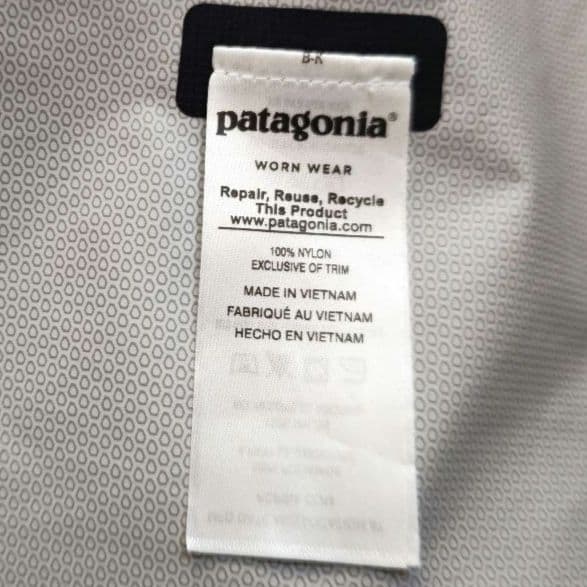 B-K
patagonia®
WORN WEAR
Repair, Reuse, Recycle
This Product
www.patagonia.com
100% NYLON
EXCLUSIVE OF TRIM
MADE IN VIETNAM
FABRIQUÉ AU VIETNAM
HECHO EN VIETNAM